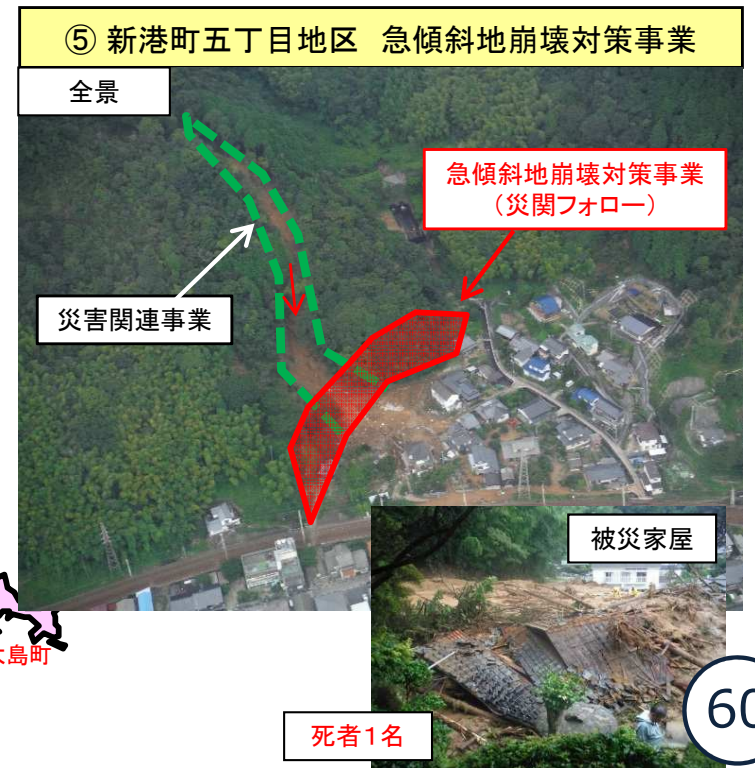 ⑤ 新港町五丁目地区 急傾斜地崩壊対策事業
全景
急傾斜地崩壊対策事業
(災関フォロー)
災害関連事業
被災家屋
大島町
死者1名
60